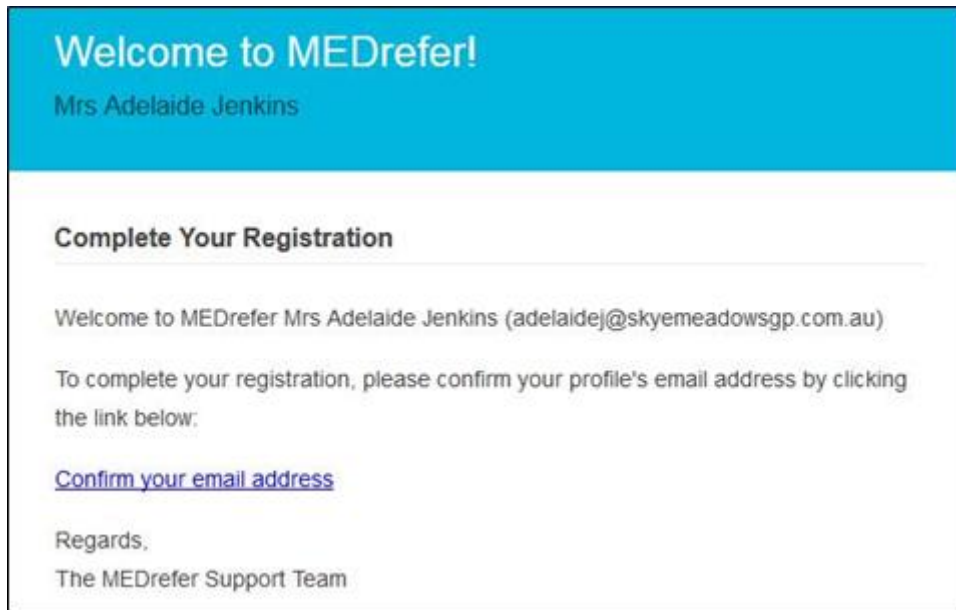 Welcome to MEDrefer!
Mrs Adelaide Jenkins
Complete Your Registration
Welcome to MEDrefer Mrs Adelaide Jenkins (adelaidej@skyemeadowsgp.com.au)
To complete your registration, please confirm your profile's email address by clicking
the link below:
Confirm your email address
Regards,
The MEDrefer Support Team